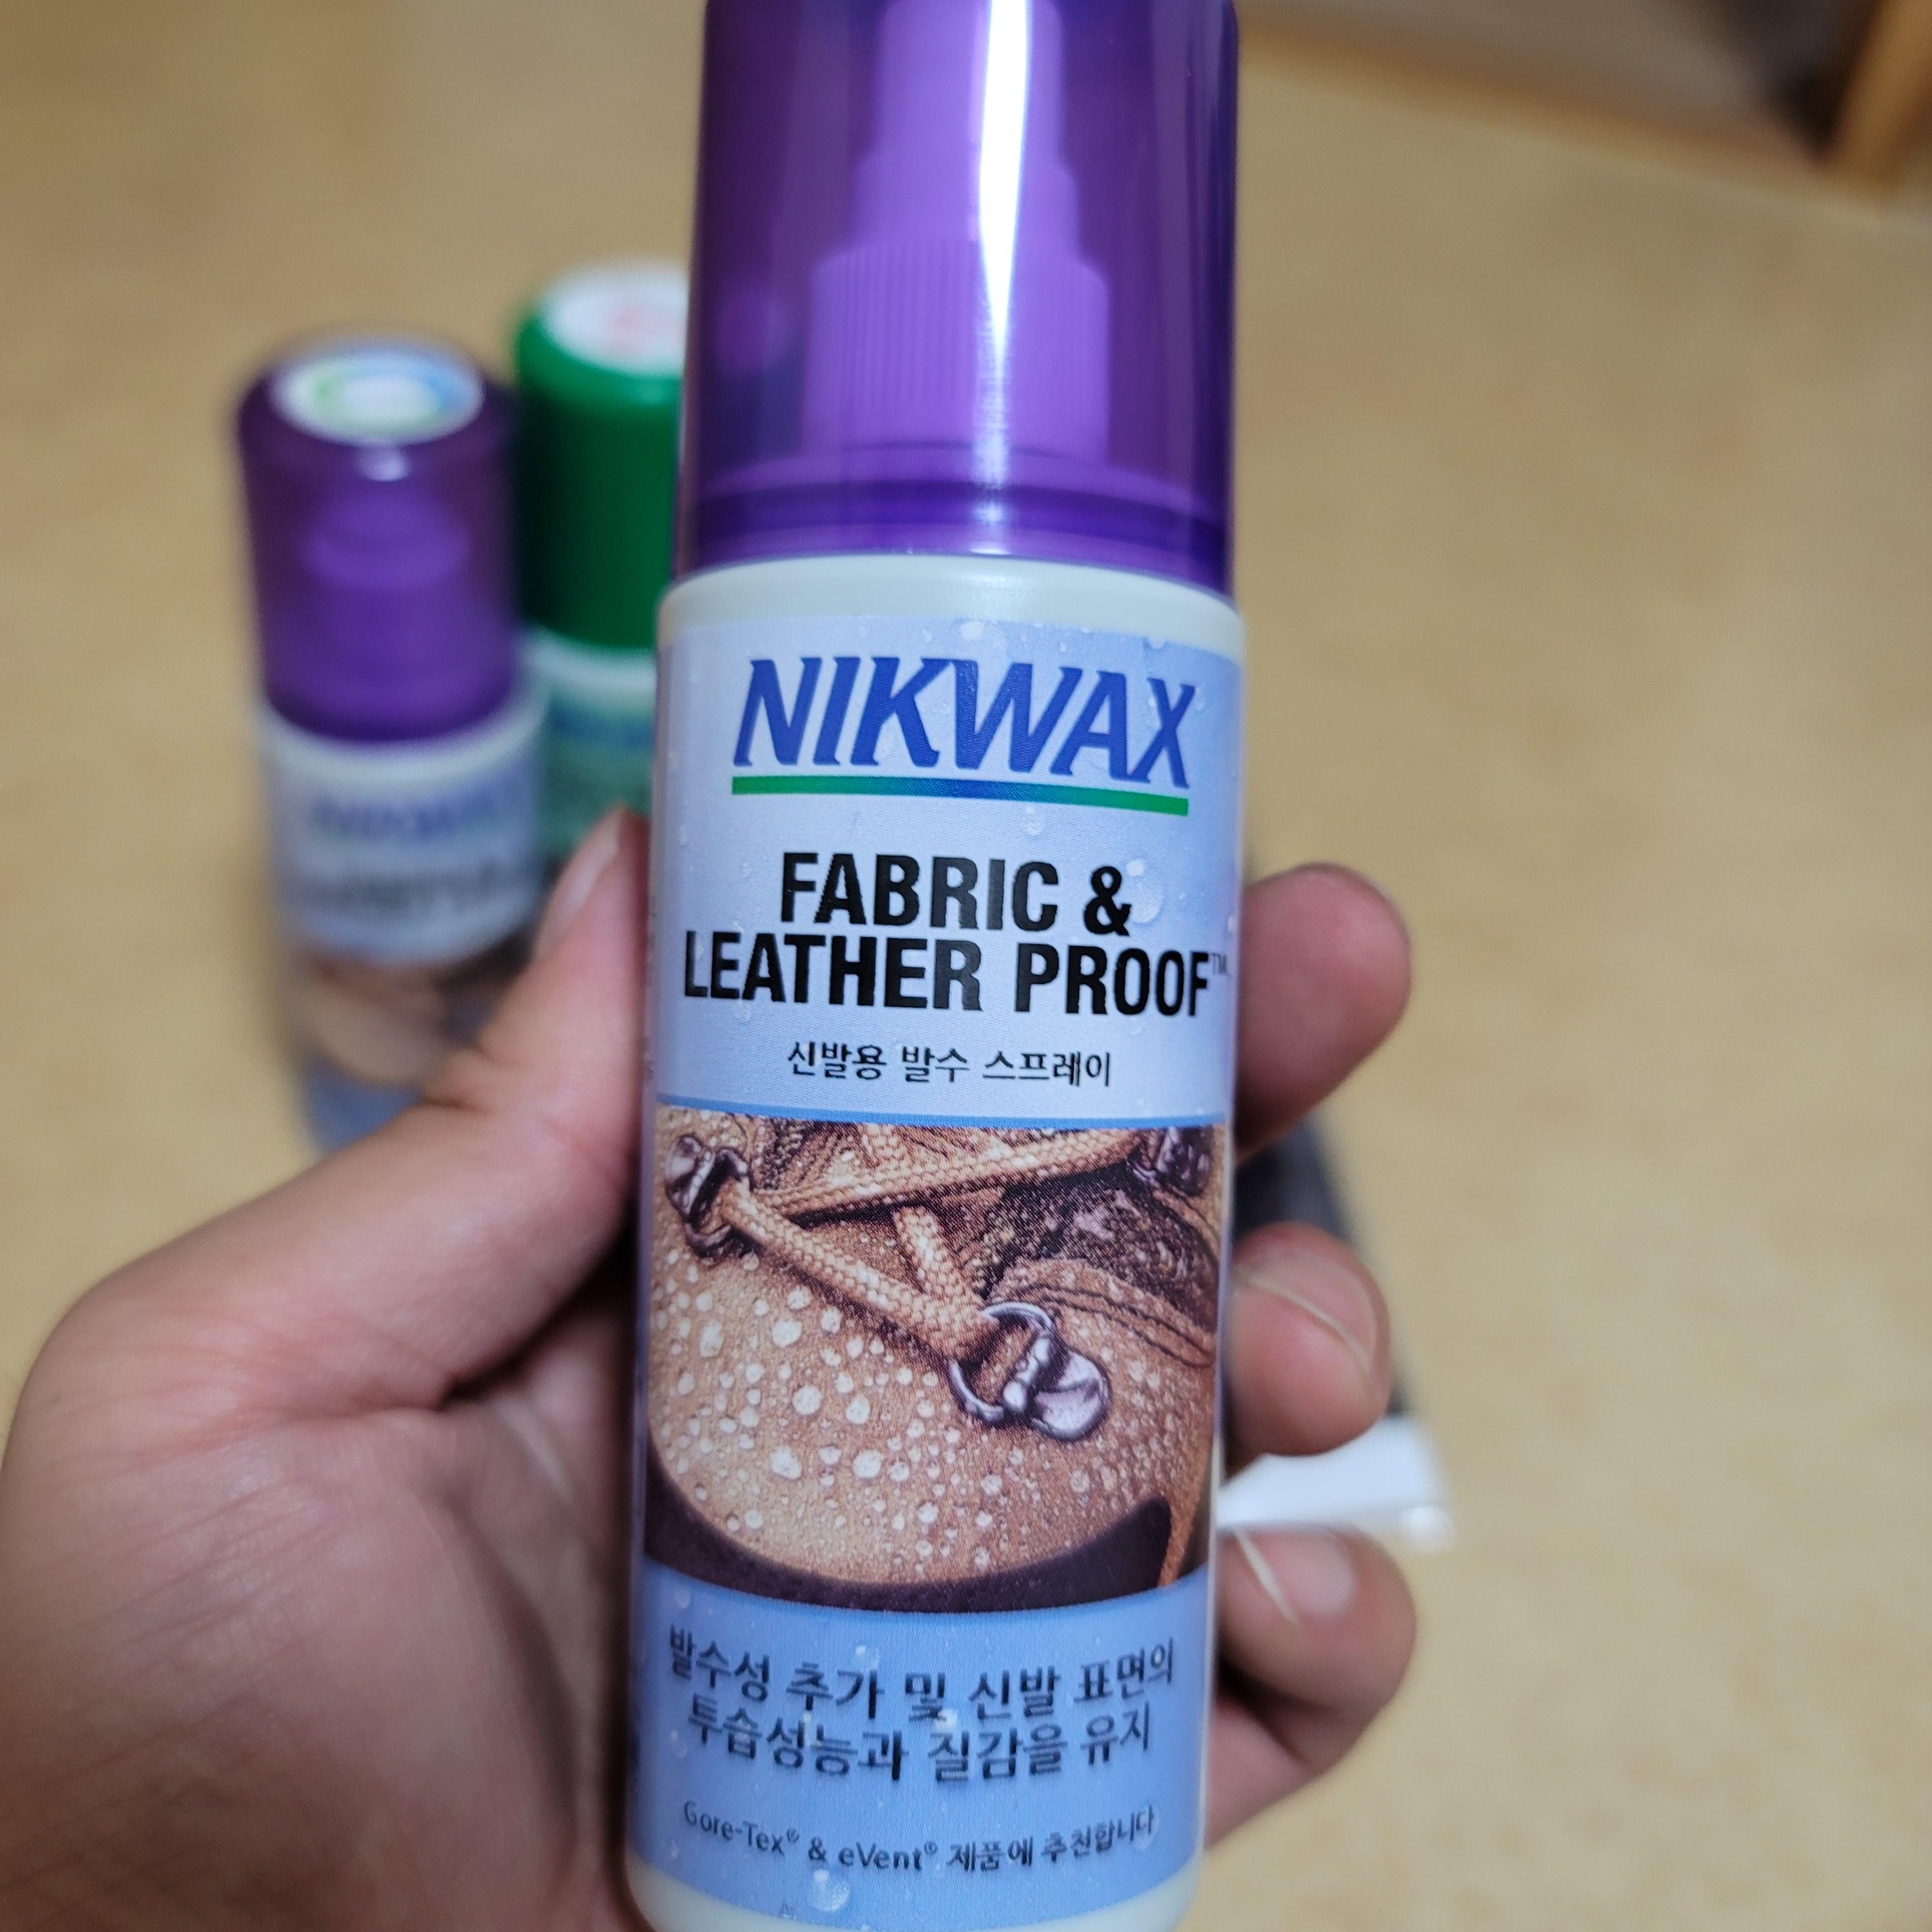 NIKWAX
FABRIC &
LEATHER PROOF™
신발용 발수 스프레이
발수성 추가 및 신발 표면의
투습성능과 질감을 유지
Gore-Tex® & eVent® 제품에 추천합니다